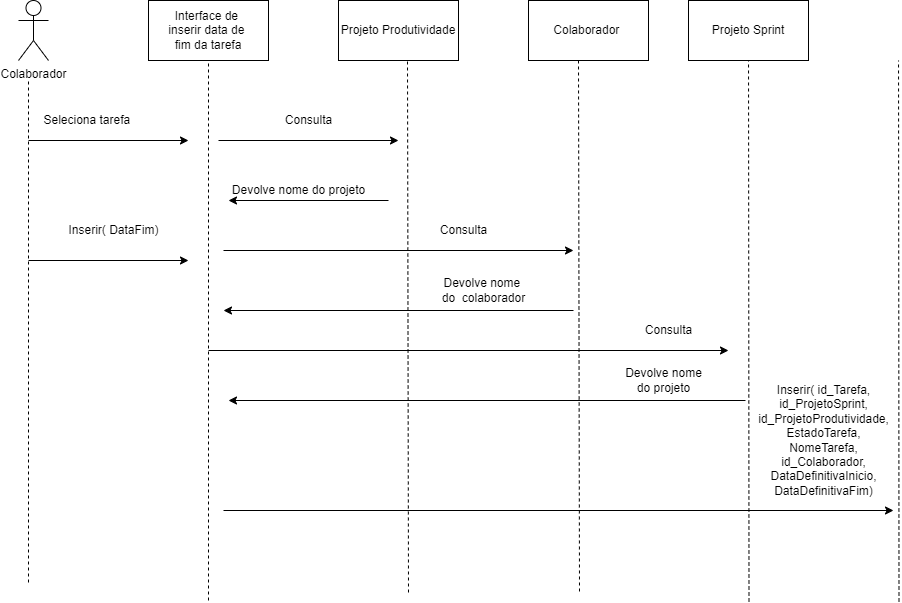 Colaborador
Interface de
inserir data de
fim da tarefa
Projeto Produtividade
Colaborador
Projeto Sprint
Seleciona tarefa
Consulta
Devolve nome do projeto
Inserir( DataFim)
Consulta
Devolve nome
do colaborador
Consulta
Devolve nome
do projeto
Inserir( id_Tarefa,
id_ProjetoSprint,
id_ProjetoProdutividade,
EstadoTarefa,
NomeTarefa,
id_Colaborador,
DataDefinitivaInicio,
DataDefinitivaFim)